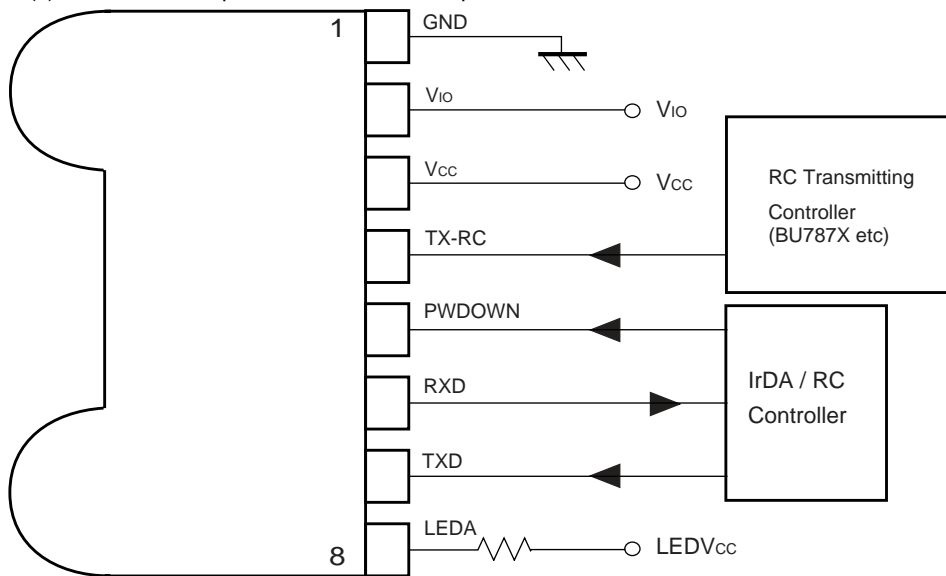 1
GND
VIO
VIO
VCC
VCC
TX-RC
RC Transmitting
Controller
(BU787X etc)
PWDOWN
RXD
IrDA / RC
Controller
TXD
LEDA
LEDVCC
8